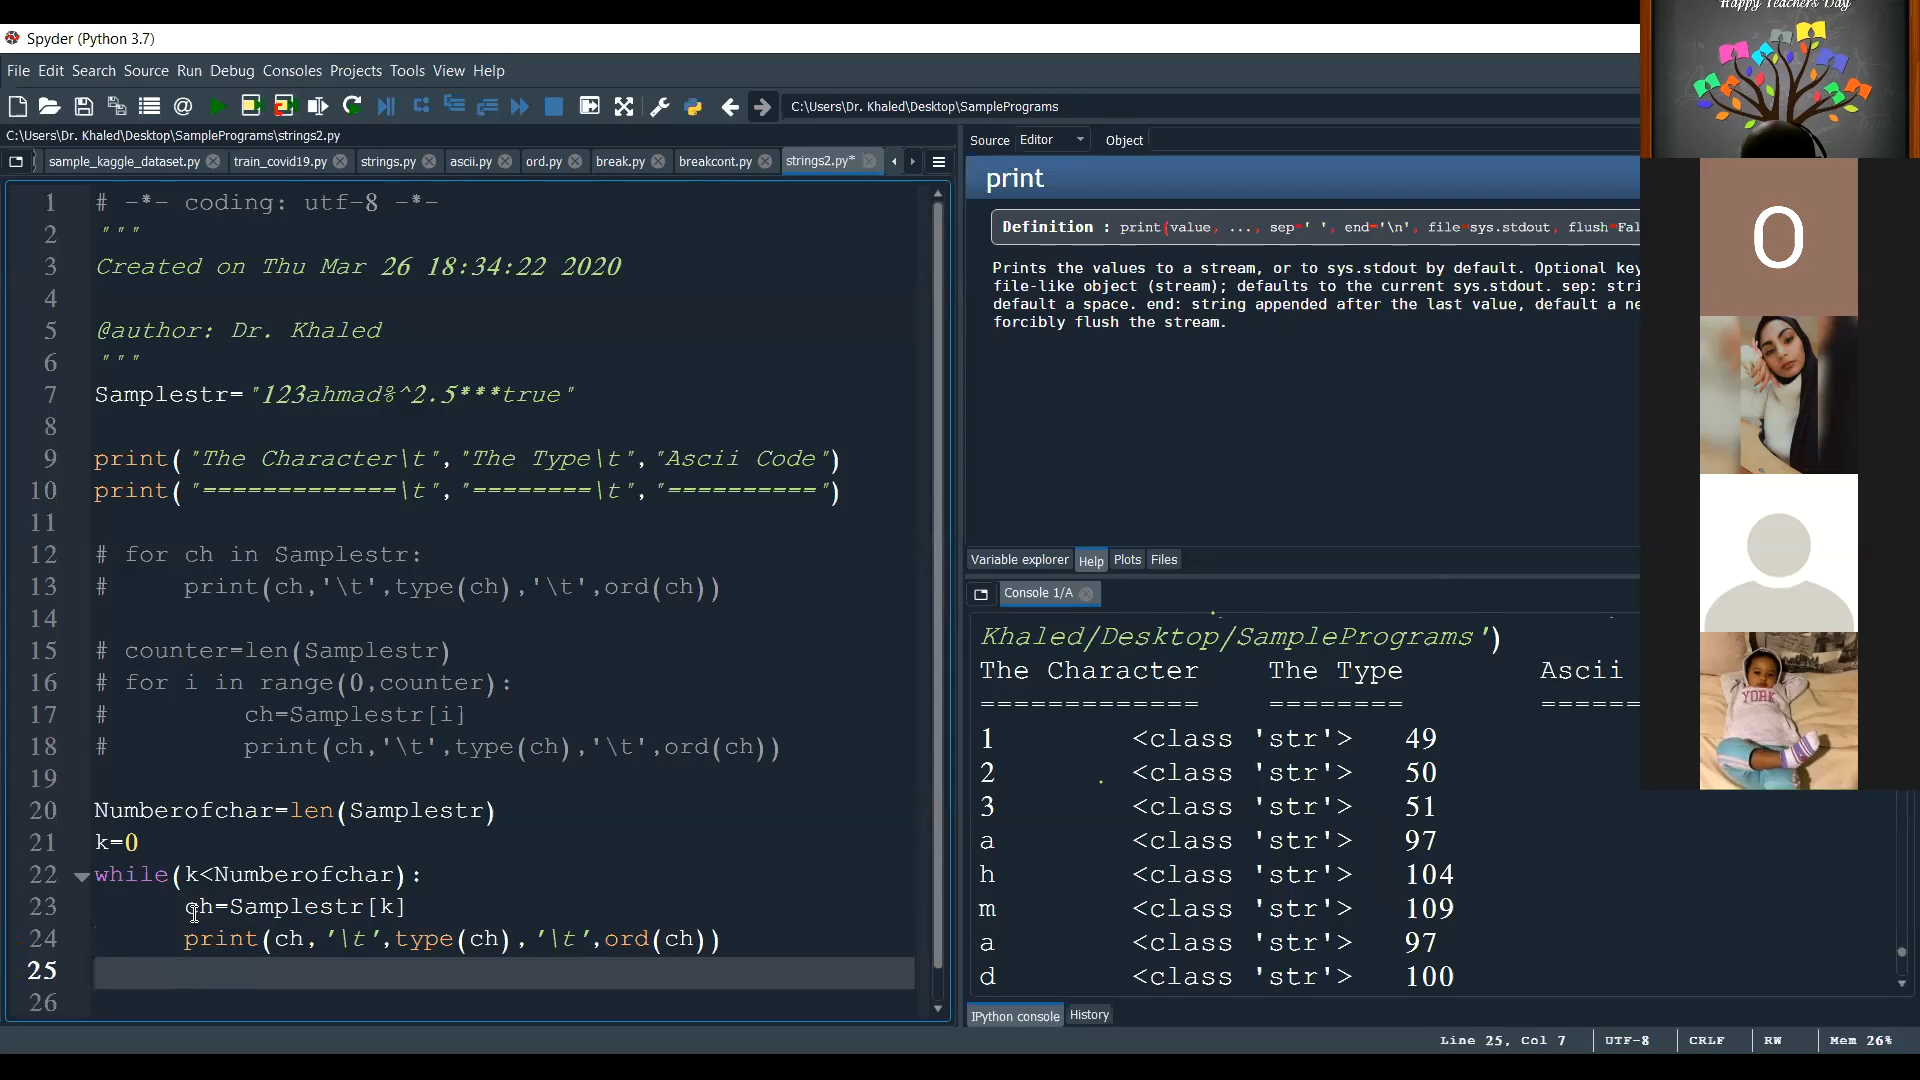 Happy Teachers Day
Spyder (Python 3.7)
File Edit Search Source Run Debug Consoles Projects Tools View Help
C:\Users\Dr. Khaled\Desktop\SamplePrograms
C:\Users\Dr. Khaled\Desktop\SamplePrograms\strings2.py
sample_kaggle_dataset.py train_covid19.py strings.py ascii.py ord.py break.py breakcont.py strings2.py*
1 # -*- coding: utf-8 -*-
2 """
3 Created on Thu Mar 26 18:34:22 2020
4
5 @author: Dr. Khaled
6 """
7 Samplestr="123ahmad%^2.5***true"
8
9 print("The Character\t","The Type\t","Ascii Code")
10 print("=============\t","========\t","==========")
11
12 # for ch in Samplestr:
13 #     print(ch,'\t',type(ch),'\t',ord(ch))
14
15 # counter=len(Samplestr)
16 # for i in range(0,counter):
17 #         ch=Samplestr[i]
18 #         print(ch,'\t',type(ch),'\t',ord(ch))
19
20 Numberofchar=len(Samplestr)
21 k=0
22 while(k<Numberofchar):
23       ch=Samplestr[k]
24       print(ch,'\t',type(ch),'\t',ord(ch))
25
26
Source Editor Object
print
Definition : print(value, ..., sep=' ', end='\n', file=sys.stdout, flush=Fal
Prints the values to a stream, or to sys.stdout by default. Optional key
file-like object (stream); defaults to the current sys.stdout. sep: stri
default a space. end: string appended after the last value, default a ne
forcibly flush the stream.
Variable explorer Help Plots Files
Console 1/A
Khaled/Desktop/SamplePrograms')
The Character The Type Ascii
============= ======== ======
1 <class 'str'> 49
2 <class 'str'> 50
3 <class 'str'> 51
a <class 'str'> 97
h <class 'str'> 104
m <class 'str'> 109
a <class 'str'> 97
d <class 'str'> 100
IPython console History
Line 25, Col 7 UTF-8 CRLF RW Mem 26%
O
YORK